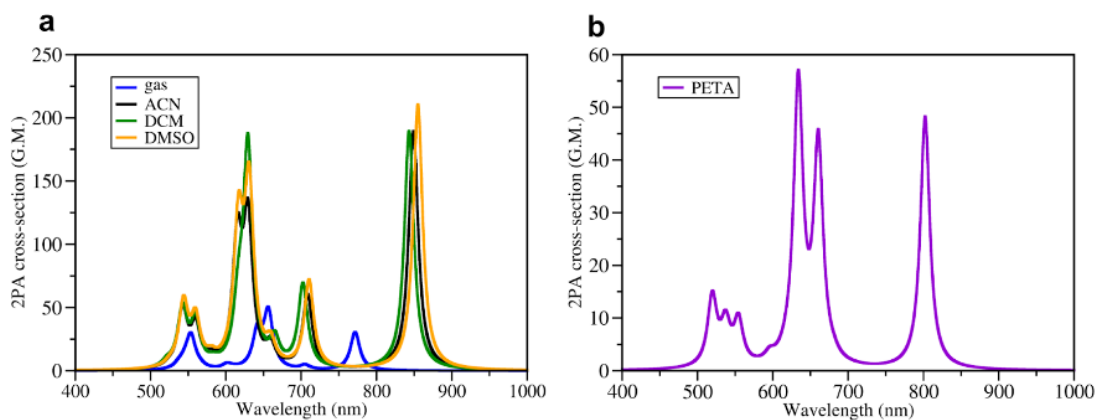 a
250
200
150
100
50
0
2PA cross-section (G.M.)
gas
ACN
DCM
DMSO
400 500 600 700 800 900 1000
Wavelength (nm)
b
60
50
40
30
20
10
0
2PA cross-section (G.M.)
PETA
400 500 600 700 800 900 1000
Wavelength (nm)